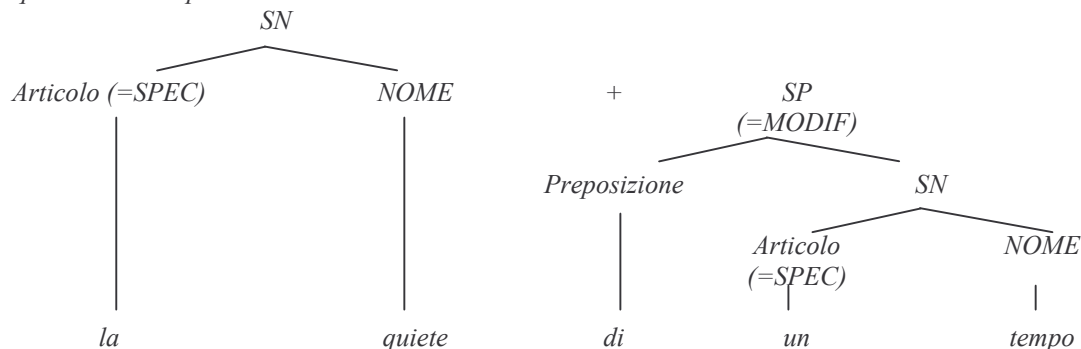 SN
Articolo (=SPEC) NOME + SP
(=MODIF)
Preposizione SN
Articolo NOME
(=SPEC)
la quiete di un tempo